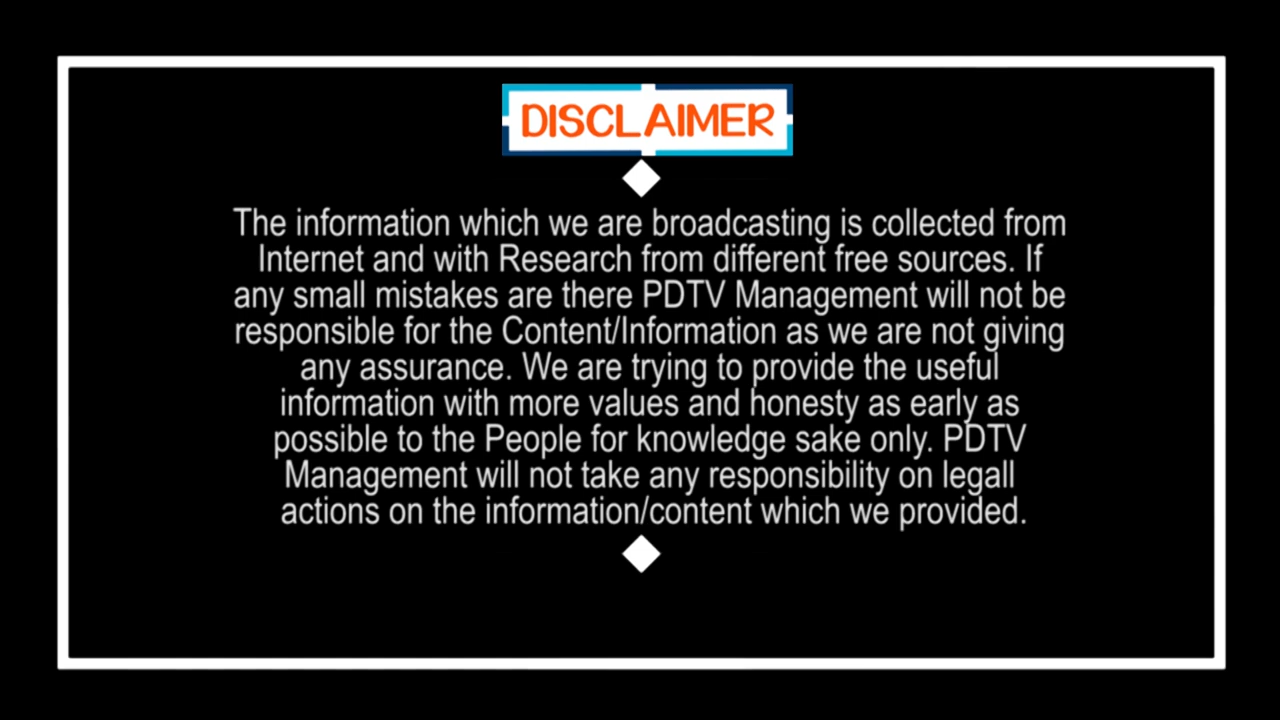 DISCLAIMER
The information which we are broadcasting is collected from
Internet and with Research from different free sources. If
any small mistakes are there PDTV Management will not be
responsible for the Content/Information as we are not giving
any assurance. We are trying to provide the useful
information with more values and honesty as early as
possible to the People for knowledge sake only. PDTV
Management will not take any responsibility on legall
actions on the information/content which we provided.